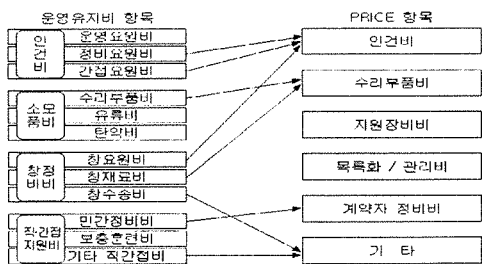 운영유지비 항목
인건비
운영요원비
정비요원비
간접요원비
소모품비
수리부품비
유류비
탄약비
창정비비
창요원비
창재료비
창수송비
직간접지원비
민간정비비
보충훈련비
기타 직간접비
PRICE 항목
인건비
수리부품비
지원장비비
목록화 / 관리비
계약자 정비비
기 타